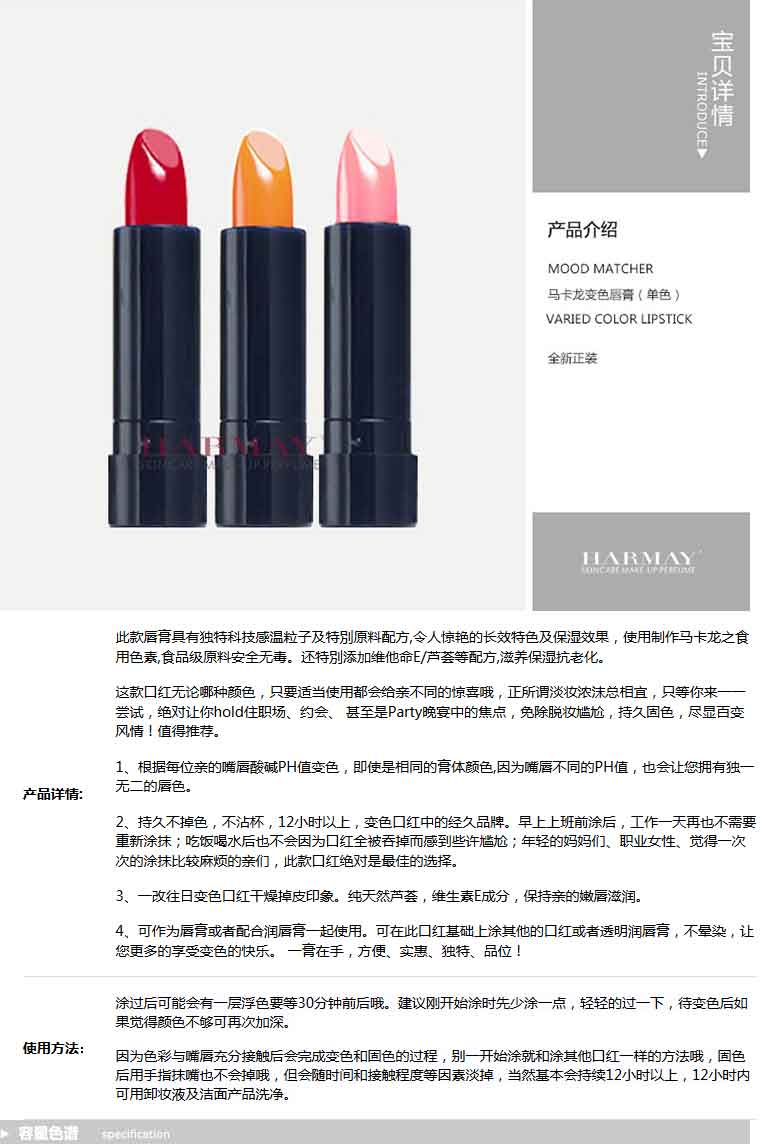 宝贝详情
INTRODUCE
产品介绍
MOOD MATCHER
马卡龙变色唇膏（单色）
VARIED COLOR LIPSTICK
全新正装
HARMAY
SKINCARE MAKE-UP PERFUME
HARMAY
SKINCARE MAKE-UP PERFUME
此款唇膏具有独特科技感温粒子及特别原料配方,令人惊艳的长效特色及保湿效果，使用制作马卡龙之食
用色素,食品级原料安全无毒。还特别添加维他命E/芦荟等配方,滋养保湿抗老化。
这款口红无论哪种颜色，只要适当使用都会给亲不同的惊喜哦，正所谓淡妆浓沫总相宜，只等你来一一
尝试，绝对让你hold住职场、约会、 甚至是Party晚宴中的焦点，免除脱妆尴尬，持久固色，尽显百变
风情！值得推荐。
产品详情:
1、根据每位亲的嘴唇酸碱PH值变色，即使是相同的膏体颜色,因为嘴唇不同的PH值，也会让您拥有独一
无二的唇色。
2、持久不掉色，不沾杯，12小时以上，变色口红中的经久品牌。早上上班前涂后，工作一天再也不需要
重新涂抹；吃饭喝水后也不会因为口红全被吞掉而感到些许尴尬；年轻的妈妈们、职业女性、觉得一次
次的涂抹比较麻烦的亲们，此款口红绝对是最佳的选择。
3、一改往日变色口红干燥掉皮印象。纯天然芦荟，维生素E成分，保持亲的嫩唇滋润。
4、可作为唇膏或者配合润唇膏一起使用。可在此口红基础上涂其他的口红或者透明润唇膏，不晕染，让
您更多的享受变色的快乐。 一膏在手，方便、实惠、独特、品位！
涂过后可能会有一层浮色要等30分钟前后哦。建议刚开始涂时先少涂一点，轻轻的过一下，待变色后如
果觉得颜色不够可再次加深。
使用方法:
因为色彩与嘴唇充分接触后会完成变色和固色的过程，别一开始涂就和涂其他口红一样的方法哦，固色
后用手指抹嘴也不会掉哦，但会随时间和接触程度等因素淡掉，当然基本会持续12小时以上，12小时内
可用卸妆液及洁面产品洗净。
容量色谱 specification